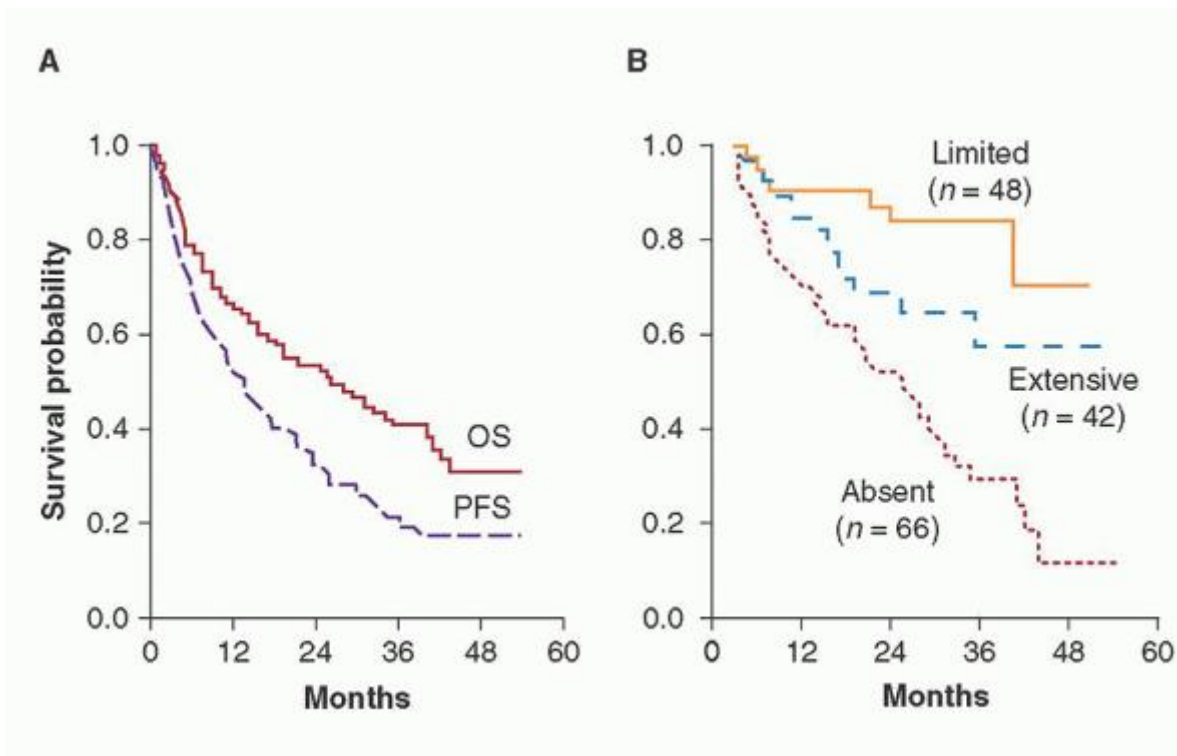 A
Survival probability
1.0
0.8
0.6
0.4
0.2
0.0
OS
PFS
0 12 24 36 48 60
Months
B
1.0
0.8
0.6
0.4
0.2
0.0
Limited
(n = 48)
Extensive
(n = 42)
Absent
(n = 66)
0 12 24 36 48 60
Months